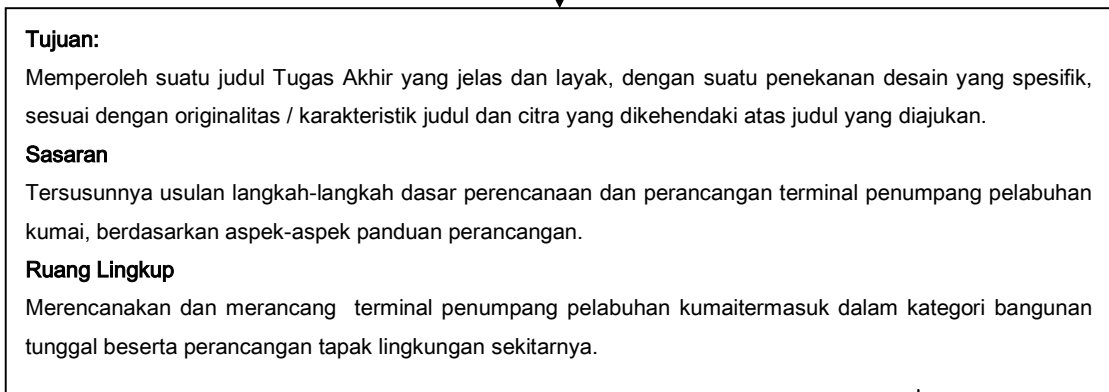 Tujuan:
Memperoleh suatu judul Tugas Akhir yang jelas dan layak, dengan suatu penekanan desain yang spesifik,
sesuai dengan originalitas / karakteristik judul dan citra yang dikehendaki atas judul yang diajukan.
Sasaran
Tersusunnya usulan langkah-langkah dasar perencanaan dan perancangan terminal penumpang pelabuhan
kumai, berdasarkan aspek-aspek panduan perancangan.
Ruang Lingkup
Merencanakan dan merancang terminal penumpang pelabuhan kumaitermasuk dalam kategori bangunan
tunggal beserta perancangan tapak lingkungan sekitarnya.